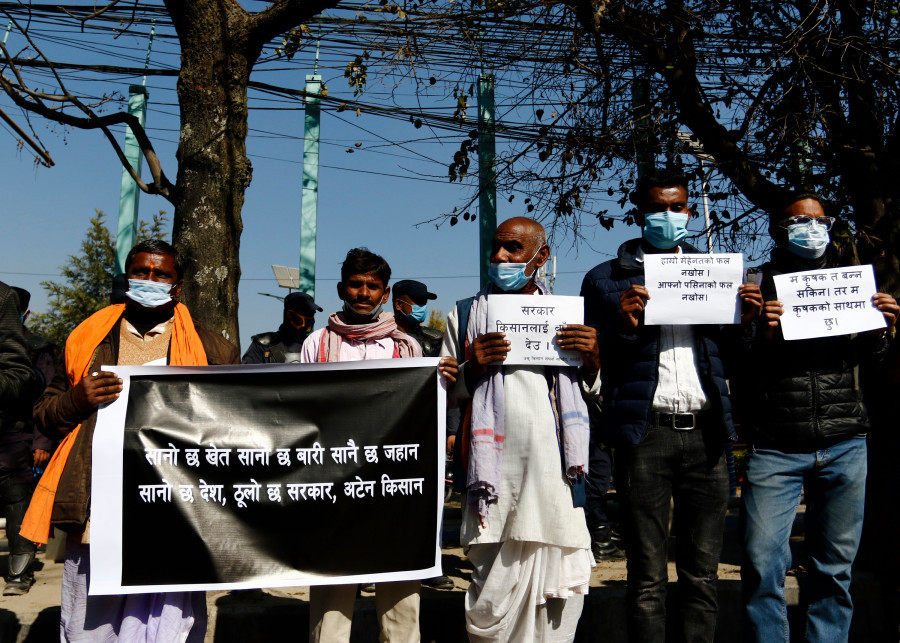 सानो छ खेत सानो छ बारी सानै छ जहान
सानो छ देश, ठूलो छ सरकार, अटेन किसान
सरकार
किसानलाई
देउ ।
हाम्रो मेहेनतको फल
नखोस ।
आफ्नो पसिनाको फल
नखोस।
म कृषक त बन्न
सकिन। तर म
कृषकको साथमा
छु।